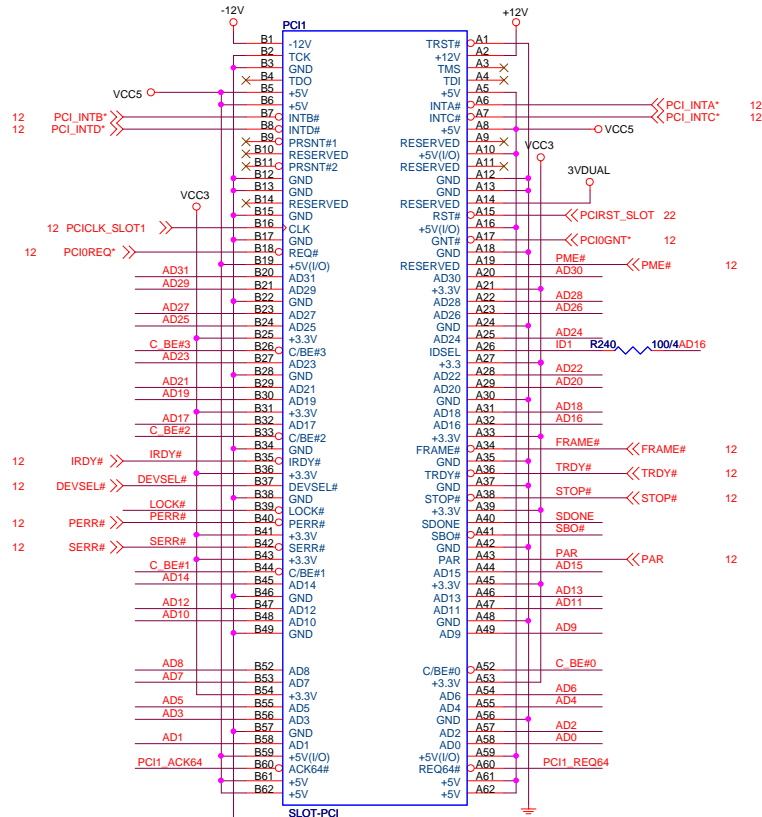 -12V +12V
PCI1
B1 -12V TRST# A1
B2 TCK +12V A2
B3 GND TMS A3
B4 TDO TDI A4
VCC5 B5 +5V +5V A5
B6 +5V INTA# A6 PCI_INTA* 12
12 PCI_INTB* B7 INTB# INTC# A7 PCI_INTC* 12
12 PCI_INTD* B8 INTD# +5V A8 VCC5
B9 PRSNT#1 RESERVED A9
B10 RESERVED +5V(I/O) A10
B11 PRSNT#2 RESERVED A11 VCC3
B12 GND GND A12
B13 GND GND A13 3VDUAL
VCC3 B14 RESERVED RESERVED A14
B15 GND RST# A15 PCIRST_SLOT 22
12 PCICLK_SLOT1 B16 CLK +5V(I/O) A16
B17 GND GNT# A17 PCI0GNT* 12
12 PCI0REQ* B18 REQ# GND A18
B19 +5V(I/O) RESERVED A19 PME# PME# 12
AD31 B20 AD31 AD30 A20 AD30
AD29 B21 AD29 +3.3V A21
B22 GND AD28 A22 AD28
AD27 B23 AD27 AD26 A23 AD26
AD25 B24 AD25 GND A24
B25 +3.3V AD24 A25 AD24
C_BE#3 B26 C/BE#3 IDSEL A26 ID1 R240 100/4 AD16
AD23 B27 AD23 +3.3 A27
B28 GND AD22 A28 AD22
AD21 B29 AD21 AD20 A29 AD20
AD19 B30 AD19 GND A30
B31 +3.3V AD18 A31 AD18
AD17 B32 AD17 AD16 A32 AD16
C_BE#2 B33 C/BE#2 +3.3V A33
B34 GND FRAME# A34 FRAME# FRAME# 12
12 IRDY# IRDY# B35 IRDY# GND A35
B36 +3.3V TRDY# A36 TRDY# TRDY# 12
12 DEVSEL# DEVSEL# B37 DEVSEL# GND A37
B38 GND STOP# A38 STOP# STOP# 12
LOCK# B39 LOCK# +3.3V A39
12 PERR# PERR# B40 PERR# SDONE A40 SDONE
B41 +3.3V SBO# A41 SBO#
12 SERR# SERR# B42 SERR# GND A42
B43 +3.3V PAR A43 PAR PAR 12
C_BE#1 B44 C/BE#1 AD15 A44 AD15
AD14 B45 AD14 +3.3V A45
B46 GND AD13 A46 AD13
AD12 B47 AD12 AD11 A47 AD11
AD10 B48 AD10 GND A48
B49 GND AD9 A49 AD9
AD8 B52 AD8 C/BE#0 A52 C_BE#0
AD7 B53 AD7 +3.3V A53
B54 +3.3V AD6 A54 AD6
AD5 B55 AD5 AD4 A55 AD4
AD3 B56 AD3 GND A56
B57 GND AD2 A57 AD2
AD1 B58 AD1 AD0 A58 AD0
B59 +5V(I/O) +5V(I/O) A59
PCI1_ACK64 B60 ACK64# REQ64# A60 PCI1_REQ64
B61 +5V +5V A61
B62 +5V +5V A62
SLOT-PCI